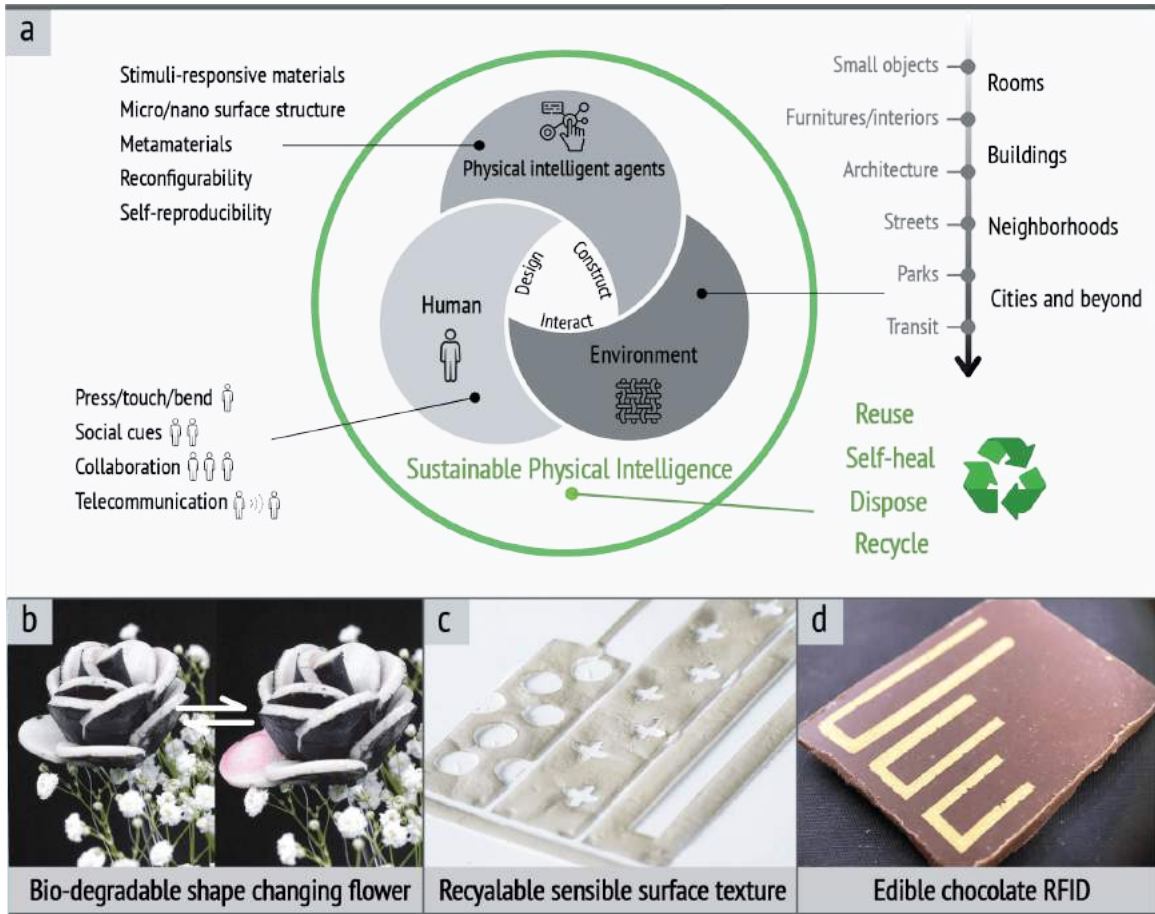 a
Stimuli-responsive materials
Micro/nano surface structure
Metamaterials
Reconfigurability
Self-reproducibility
Physical intelligent agents
Design
Construct
Interact
Human
Environment
Press/touch/bend
Social cues
Collaboration
Telecommunication
Sustainable Physical Intelligence
Small objects
Rooms
Furnitures/interiors
Buildings
Architecture
Streets
Neighborhoods
Parks
Cities and beyond
Transit
Reuse
Self-heal
Dispose
Recycle
b
Bio-degradable shape changing flower
c
Recyalable sensible surface texture
d
Edible chocolate RFID